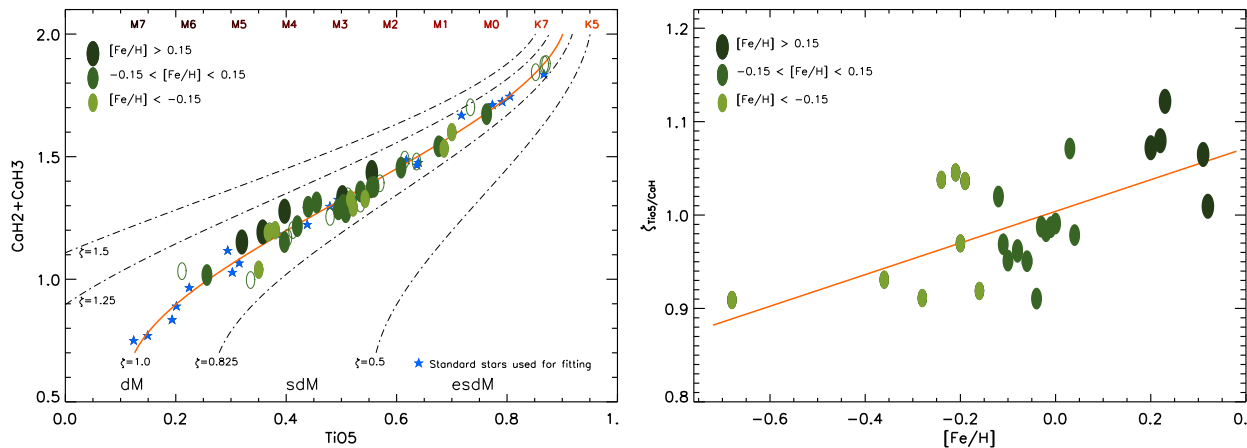 M7 M6 M5 M4 M3 M2 M1 M0 K7 K5
2.0
1.5
1.0
0.5
CaH2+CaH3
[Fe/H] > 0.15
−0.15 < [Fe/H] < 0.15
[Fe/H] < −0.15
ζ=1.5
ζ=1.25
ζ=1.0
ζ=0.825
ζ=0.5
Standard stars used for fitting
dM sdM esdM
0.0 0.2 0.4 0.6 0.8 1.
TiO5
1.2
1.1
1.0
0.9
0.8
ζTiO5/CaH
[Fe/H] > 0.15
−0.15 < [Fe/H] < 0.15
[Fe/H] < −0.15
−0.6 −0.4 −0.2 0.0 0.2 0.
[Fe/H]